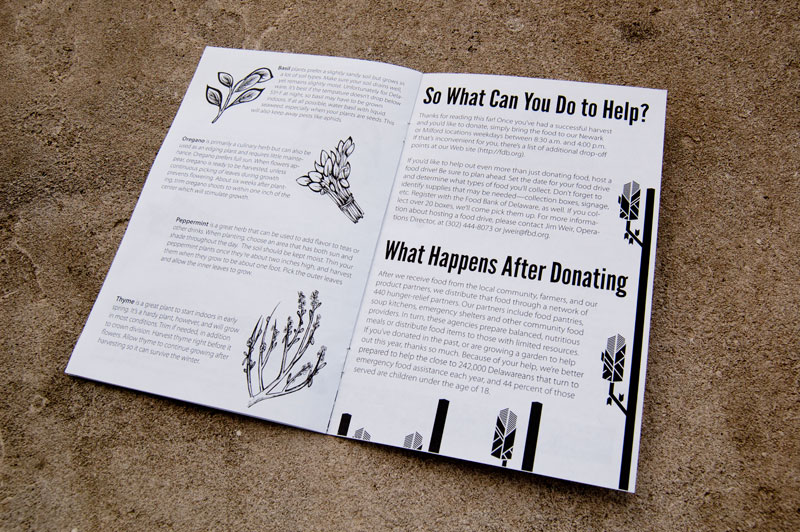 Basil plants prefer a slightly sandy soil but grows in
a lot of soil types. Make sure your soil drains well,
yet remains slightly moist. Unfortunately for Dela-
ware, it's best if the temperature doesn't drop below
50° F at night, so basil may have to be grown
indoors, if at all possible, water basil with liquid
seaweed, especially when your plants are seeds. This
will also keep away pests like aphids.
Oregano is primarily a culinary herb but can also be
used as an edging plant and requires little mainte-
nance. Oregano prefers full sun. When flowers ap-
pear, oregano is ready to be harvested, unless
continuous picking of leaves during growth
prevents flowering. About six weeks after plant-
ing, trim oregano shoots to within one inch of the
center which will stimulate growth.
Peppermint is a great herb that can be used to add flavor to teas or
other drinks. When planting, choose an area that has both sun and
shade throughout the day. The soil should be kept moist. Thin your
peppermint plants once they're about two inches high, and harvest
them when they grow to be about one foot. Pick the outer leaves
and allow the inner leaves to grow.
Thyme is a great plant to start indoors in early
spring. It's a hardy plant, however, and will grow
in most conditions. Trim if needed, in addition
to crown division. Harvest thyme right before it
flowers. Allow thyme to continue growing after
harvesting so it can survive the winter.
So What Can You Do to Help?
Thanks for reading this far! Once you've had a successful harvest
and you'd like to donate, simply bring the food to our Newark
or Milford locations weekdays between 8:30 a.m. and 4:00 p.m.
If that's inconvenient for you, there's a list of additional drop-off
points at our Web site (http://fdb.org).
If you'd like to help out even more than just donating food, host a
food drive! Be sure to plan ahead. Set the date for your food drive
and determine what types of food you'll collect. Don't forget to
identify supplies that may be needed—collection boxes, signage,
etc. Register with the Food Bank of Delaware, as well. If you col-
lect over 20 boxes, we'll come pick them up. For more informa-
tion about hosting a food drive, please contact Jim Weir, Opera-
tions Director, at (302) 444-8073 or jweir@fbd.org.
What Happens After Donating
After we receive food from the local community, farmers, and our
product partners, we distribute that food through a network of
440 hunger-relief partners. Our partners include food pantries,
soup kitchens, emergency shelters and other community food
providers. In turn, these agencies prepare balanced, nutritious
meals or distribute food items to those with limited resources.
If you've donated in the past, or are growing a garden to help
out this year, thanks so much. Because of your help, we're better
prepared to help the close to 242,000 Delawareans that turn to
emergency food assistance each year, and 44 percent of those
served are children under the age of 18.